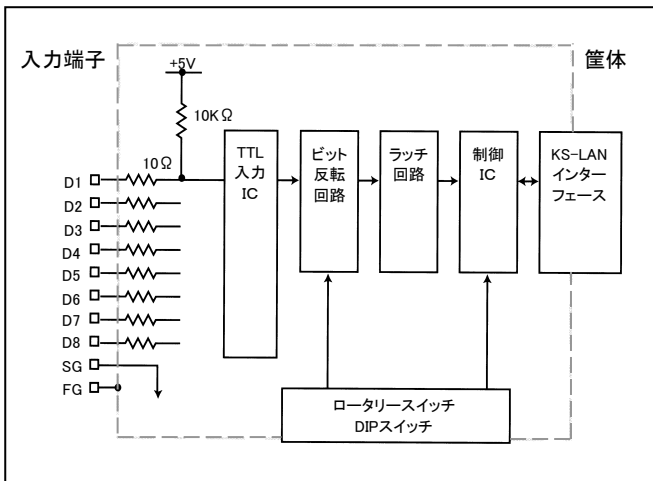 入力端子
筐体
+5V
10KΩ
10Ω
TTL
入力
IC
ビット
反転
回路
ラッチ
回路
制御
IC
KS-LAN
インター
フェース
D1
D2
D3
D4
D5
D6
D7
D8
SG
FG
ロータリースイッチ
DIPスイッチ